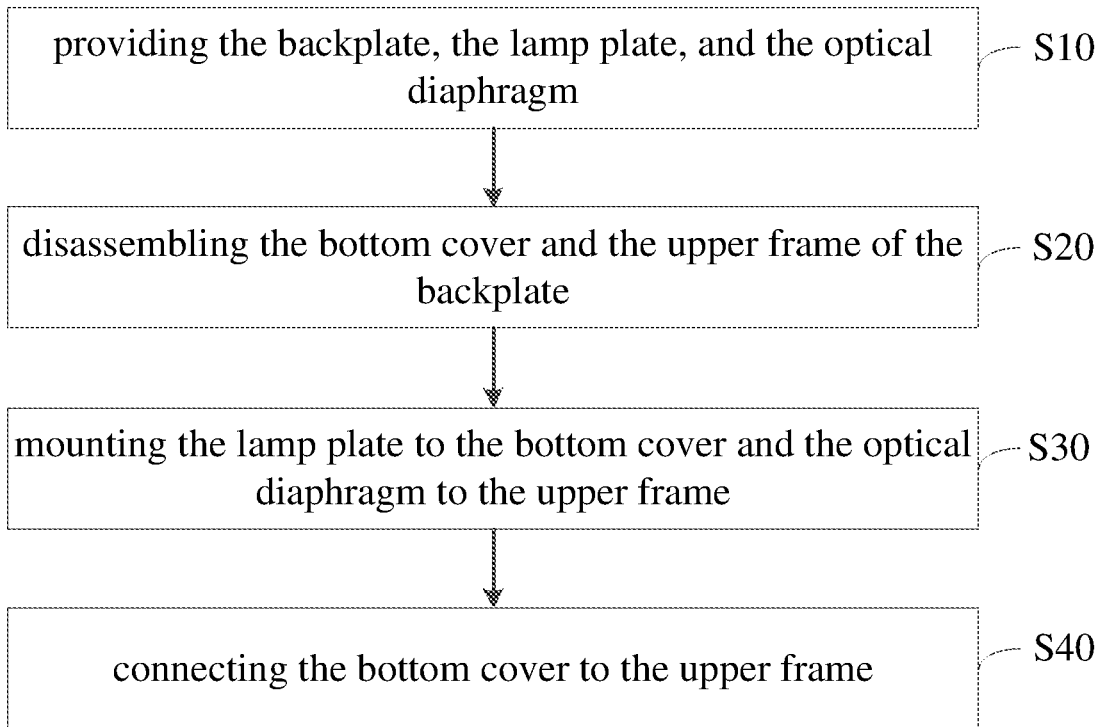 providing the backplate, the lamp plate, and the optical
diaphragm
S10
disassembling the bottom cover and the upper frame of the
backplate
S20
mounting the lamp plate to the bottom cover and the optical
diaphragm to the upper frame
S30
connecting the bottom cover to the upper frame
S40